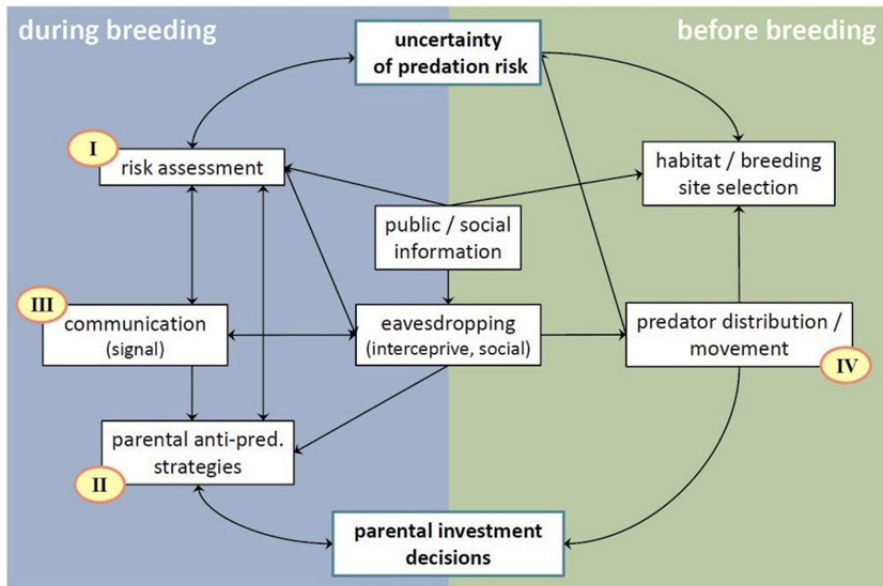 during breeding
before breeding
uncertainty
of predation risk
I
risk assessment
habitat / breeding
site selection
public / social
information
III
communication
(signal)
eavesdropping
(interceprive, social)
predator distribution /
movement
IV
parental anti-pred.
strategies
II
parental investment
decisions